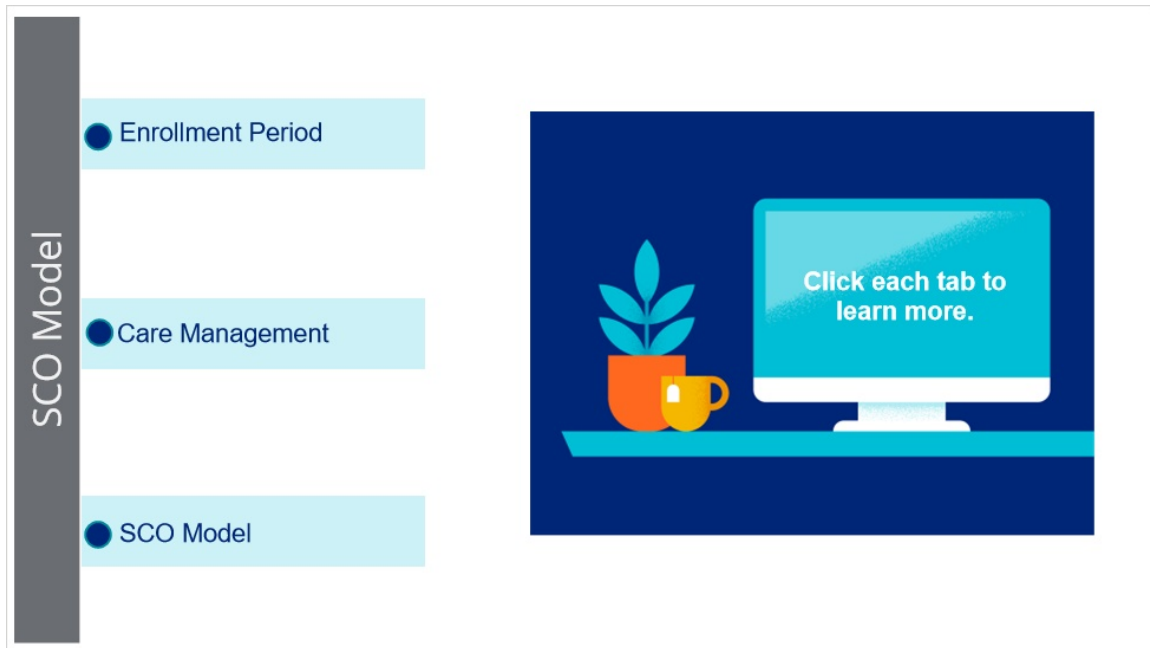 SCO Model
Enrollment Period
Care Management
SCO Model
Click each tab to
learn more.